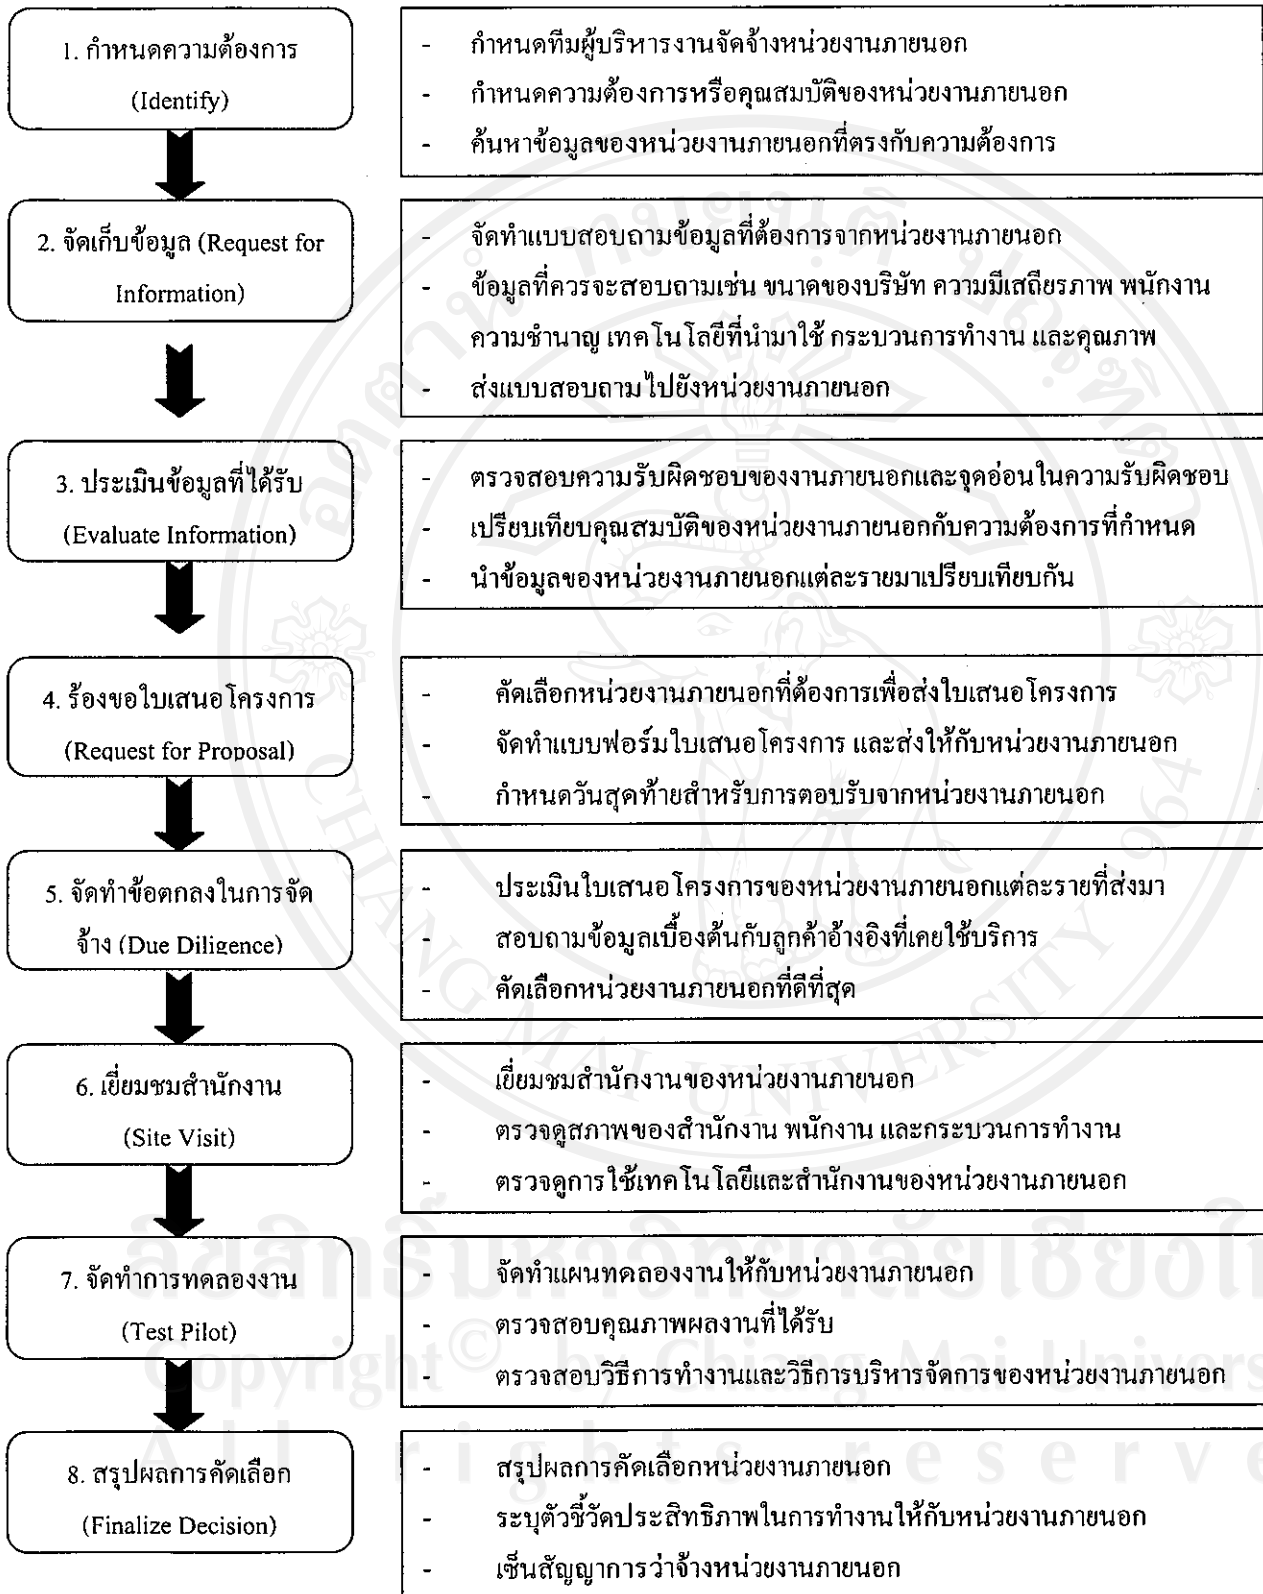 1. กำหนดความต้องการ
(Identify)
- กำหนดทีมผู้บริหารงานจัดจ้างหน่วยงานภายนอก
- กำหนดความต้องการหรือคุณสมบัติของหน่วยงานภายนอก
- ค้นหาข้อมูลของหน่วยงานภายนอกที่ตรงกับความต้องการ
2. จัดเก็บข้อมูล (Request for
Information)
- จัดทำแบบสอบถามข้อมูลที่ต้องการจากหน่วยงานภายนอก
- ข้อมูลที่ควรจะสอบถามเช่น ขนาดของบริษัท ความมีเสถียรภาพ พนักงาน
ความชำนาญ เทคโนโลยีที่นำมาใช้ กระบวนการทำงาน และคุณภาพ
- ส่งแบบสอบถามไปยังหน่วยงานภายนอก
3. ประเมินข้อมูลที่ได้รับ
(Evaluate Information)
- ตรวจสอบความรับผิดชอบของงานภายนอกและจุดอ่อนในความรับผิดชอบ
- เปรียบเทียบคุณสมบัติของหน่วยงานภายนอกกับความต้องการที่กำหนด
- นำข้อมูลของหน่วยงานภายนอกแต่ละรายมาเปรียบเทียบกัน
4. ร้องขอใบเสนอโครงการ
(Request for Proposal)
- คัดเลือกหน่วยงานภายนอกที่ต้องการเพื่อส่งใบเสนอโครงการ
- จัดทำแบบฟอร์มใบเสนอโครงการ และส่งให้กับหน่วยงานภายนอก
- กำหนดวันสุดท้ายสำหรับการตอบรับจากหน่วยงานภายนอก
5. จัดทำข้อตกลงในการจัด
จ้าง (Due Diligence)
- ประเมินใบเสนอโครงการของหน่วยงานภายนอกแต่ละรายที่ส่งมา
- สอบถามข้อมูลเบื้องต้นกับลูกค้าอ้างอิงที่เคยใช้บริการ
- คัดเลือกหน่วยงานภายนอกที่ดีที่สุด
6. เยี่ยมชมสำนักงาน
(Site Visit)
- เยี่ยมชมสำนักงานของหน่วยงานภายนอก
- ตรวจดูสภาพของสำนักงาน พนักงาน และกระบวนการทำงาน
- ตรวจดูการใช้เทคโนโลยีและสำนักงานของหน่วยงานภายนอก
7. จัดทำการทดลองงาน
(Test Pilot)
- จัดทำแผนทดลองงานให้กับหน่วยงานภายนอก
- ตรวจสอบคุณภาพผลงานที่ได้รับ
- ตรวจสอบวิธีการทำงานและวิธีการบริหารจัดการของหน่วยงานภายนอก
8. สรุปผลการคัดเลือก
(Finalize Decision)
- สรุปผลการคัดเลือกหน่วยงานภายนอก
- ระบุตัวชี้วัดประสิทธิภาพในการทำงานให้กับหน่วยงานภายนอก
- เซ็นสัญญาการว่าจ้างหน่วยงานภายนอก
CHIANG MAI UNIVERSITY 1964
Copyright© by Chiang Mai Univers
All rights reserve